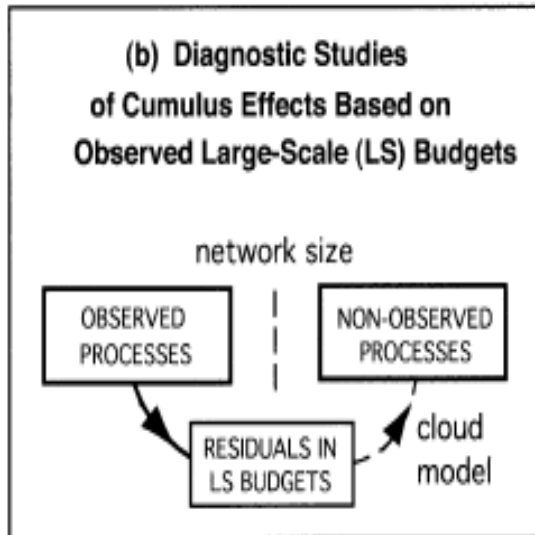 (b) Diagnostic Studies
of Cumulus Effects Based on
Observed Large-Scale (LS) Budgets
network size
OBSERVED
PROCESSES
NON-OBSERVED
PROCESSES
RESIDUALS IN
LS BUDGETS
cloud
model